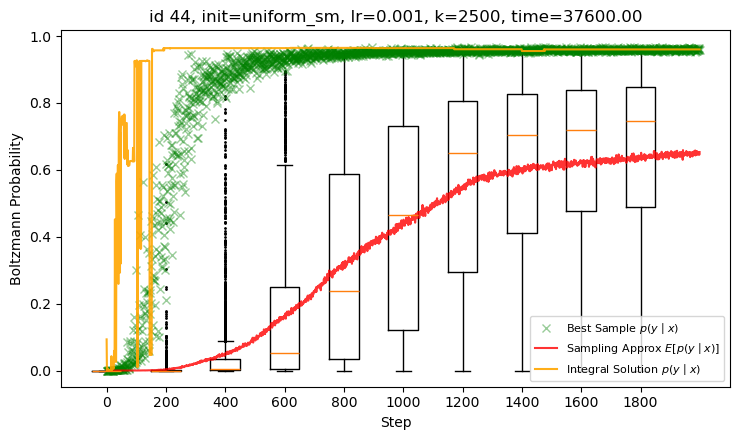 id 44, init=uniform_sm, lr=0.001, k=2500, time=37600.00
Boltzmann Probability
1.0
0.8
0.6
0.4
0.2
0.0
Best Sample p(y | x)
Sampling Approx E[p(y | x)]
Integral Solution p(y | x)
0 200 400 600 800 1000 1200 1400 1600 1800
Step